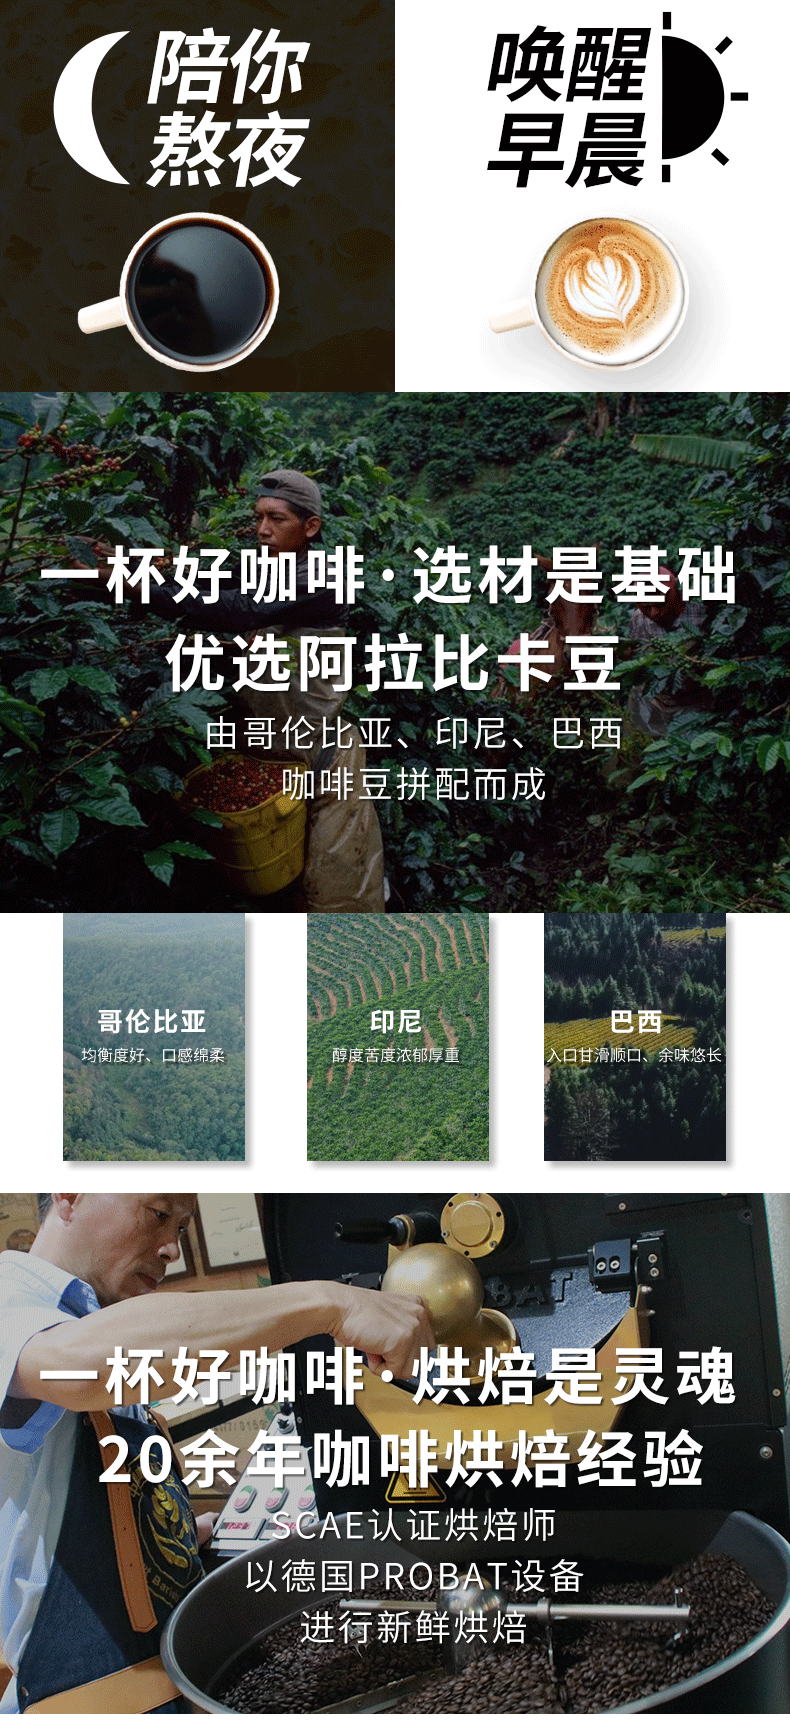 陪你
熬夜
唤醒
早晨
一杯好咖啡·选材是基础
优选阿拉比卡豆
由哥伦比亚、印尼、巴西
咖啡豆拼配而成
哥伦比亚
均衡度好、口感绵柔
印尼
醇度苦度浓郁厚重
巴西
入口甘滑顺口、余味悠长
BAT
一杯好咖啡·烘焙是灵魂
20余年咖啡烘焙经验
SCAE认证烘焙师
以德国PROBAT设备
进行新鲜烘焙